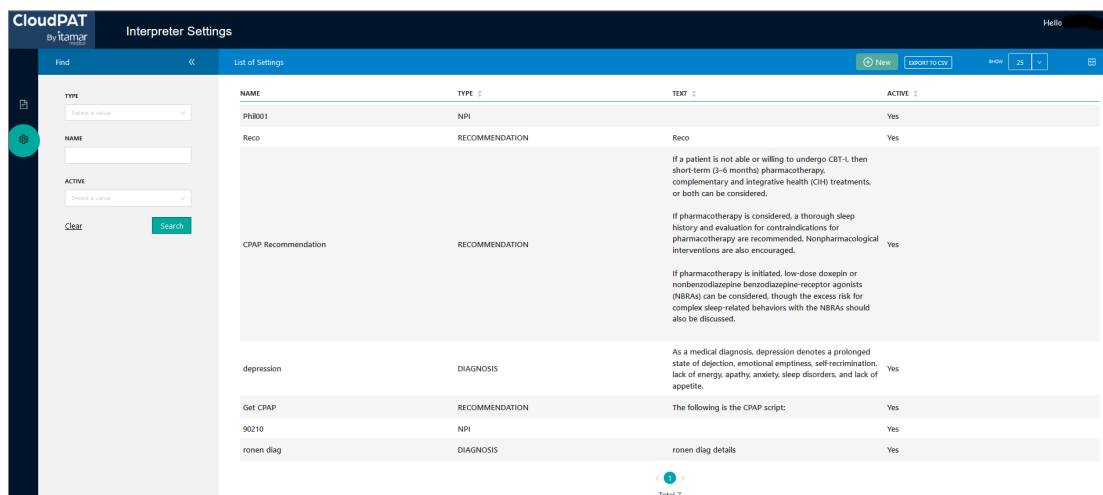 CloudPAT
By itamar
medical
Interpreter Settings
Hello
Find
List of Settings
New
EXPORT TO CSV
SHOW
25
TYPE
Select a value
NAME
ACTIVE
Select a value
Clear
Search
NAME TYPE TEXT ACTIVE
Phil001 NPI Yes
Reco RECOMMENDATION Reco Yes
CPAP Recommendation RECOMMENDATION
If a patient is not able or willing to undergo CBT-I, then
short-term (3–6 months) pharmacotherapy,
complementary and integrative health (CIH) treatments,
or both can be considered.
If pharmacotherapy is considered, a thorough sleep
history and evaluation for contraindications for
pharmacotherapy are recommended. Nonpharmacological
interventions are also encouraged.
If pharmacotherapy is initiated, low-dose doxepin or
nonbenzodiazepine benzodiazepine-receptor agonists
(NBRAs) can be considered, though the excess risk for
complex sleep-related behaviors with the NBRAs should
also be discussed.
Yes
depression DIAGNOSIS
As a medical diagnosis, depression denotes a prolonged
state of dejection, emotional emptiness, self-recrimination,
lack of energy, apathy, anxiety, sleep disorders, and lack of
appetite.
Yes
Get CPAP RECOMMENDATION The following is the CPAP script: Yes
90210 NPI Yes
ronen diag DIAGNOSIS ronen diag details Yes
1
Total 7